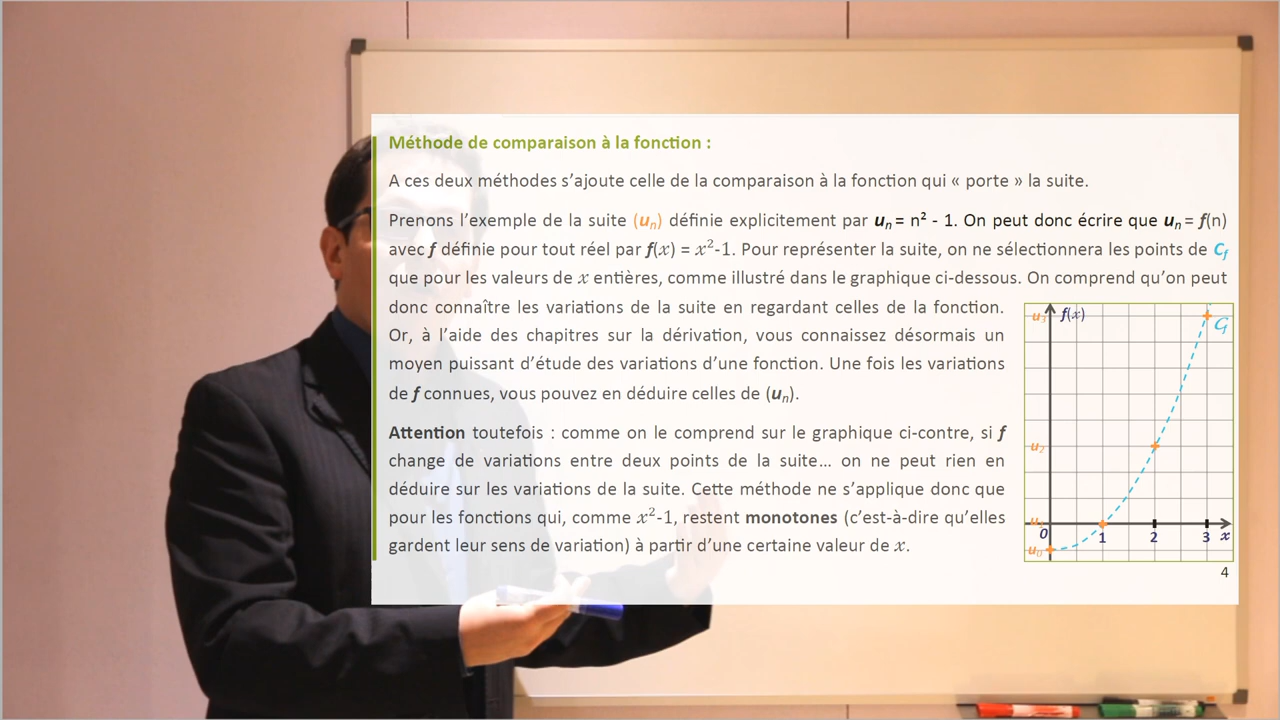 Méthode de comparaison à la fonction :
A ces deux méthodes s'ajoute celle de la comparaison à la fonction qui « porte » la suite.
Prenons l'exemple de la suite (uₙ) définie explicitement par uₙ = n² - 1. On peut donc écrire que uₙ = f(n)
avec f définie pour tout réel par f(x) = x²-1. Pour représenter la suite, on ne sélectionnera les points de C_f
que pour les valeurs de x entières, comme illustré dans le graphique ci-dessous. On comprend qu'on peut
donc connaître les variations de la suite en regardant celles de la fonction.
Or, à l'aide des chapitres sur la dérivation, vous connaissez désormais un
moyen puissant d'étude des variations d'une fonction. Une fois les variations
de f connues, vous pouvez en déduire celles de (uₙ).
Attention toutefois : comme on le comprend sur le graphique ci-contre, si f
change de variations entre deux points de la suite... on ne peut rien en
déduire sur les variations de la suite. Cette méthode ne s'applique donc que
pour les fonctions qui, comme x²-1, restent monotones (c'est-à-dire qu'elles
gardent leur sens de variation) à partir d'une certaine valeur de x.
u₃ f(x)
C_f
u₂
u₁
0 1 2 3 x
u₀
4